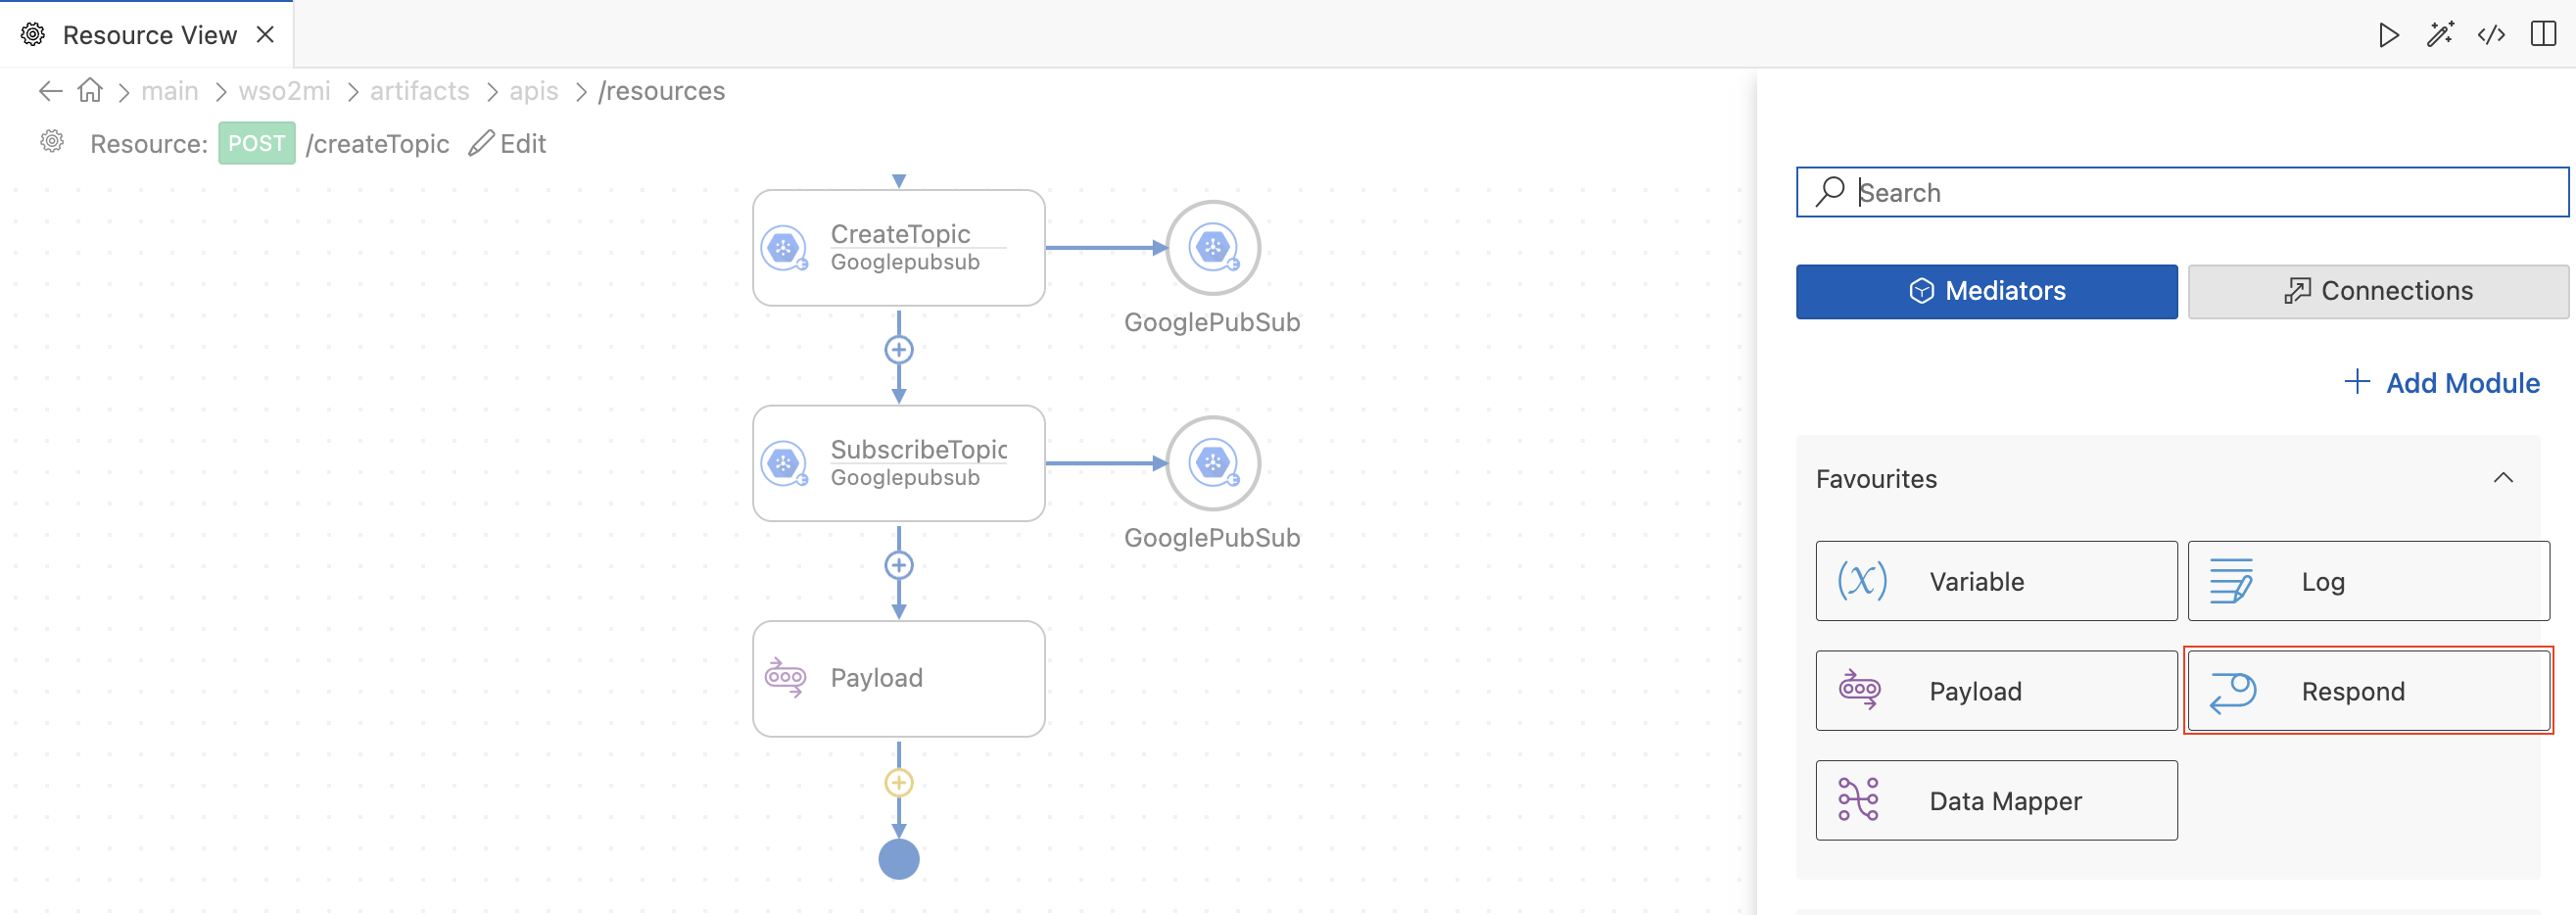 Resource View
main wso2mi artifacts apis /resources
Resource: POST /createTopic Edit
CreateTopic
Googlepubsub
GooglePubSub
SubscribeTopic
Googlepubsub
GooglePubSub
Payload
Search
Mediators
Connections
Add Module
Favourites
Variable
Log
Payload
Respond
Data Mapper